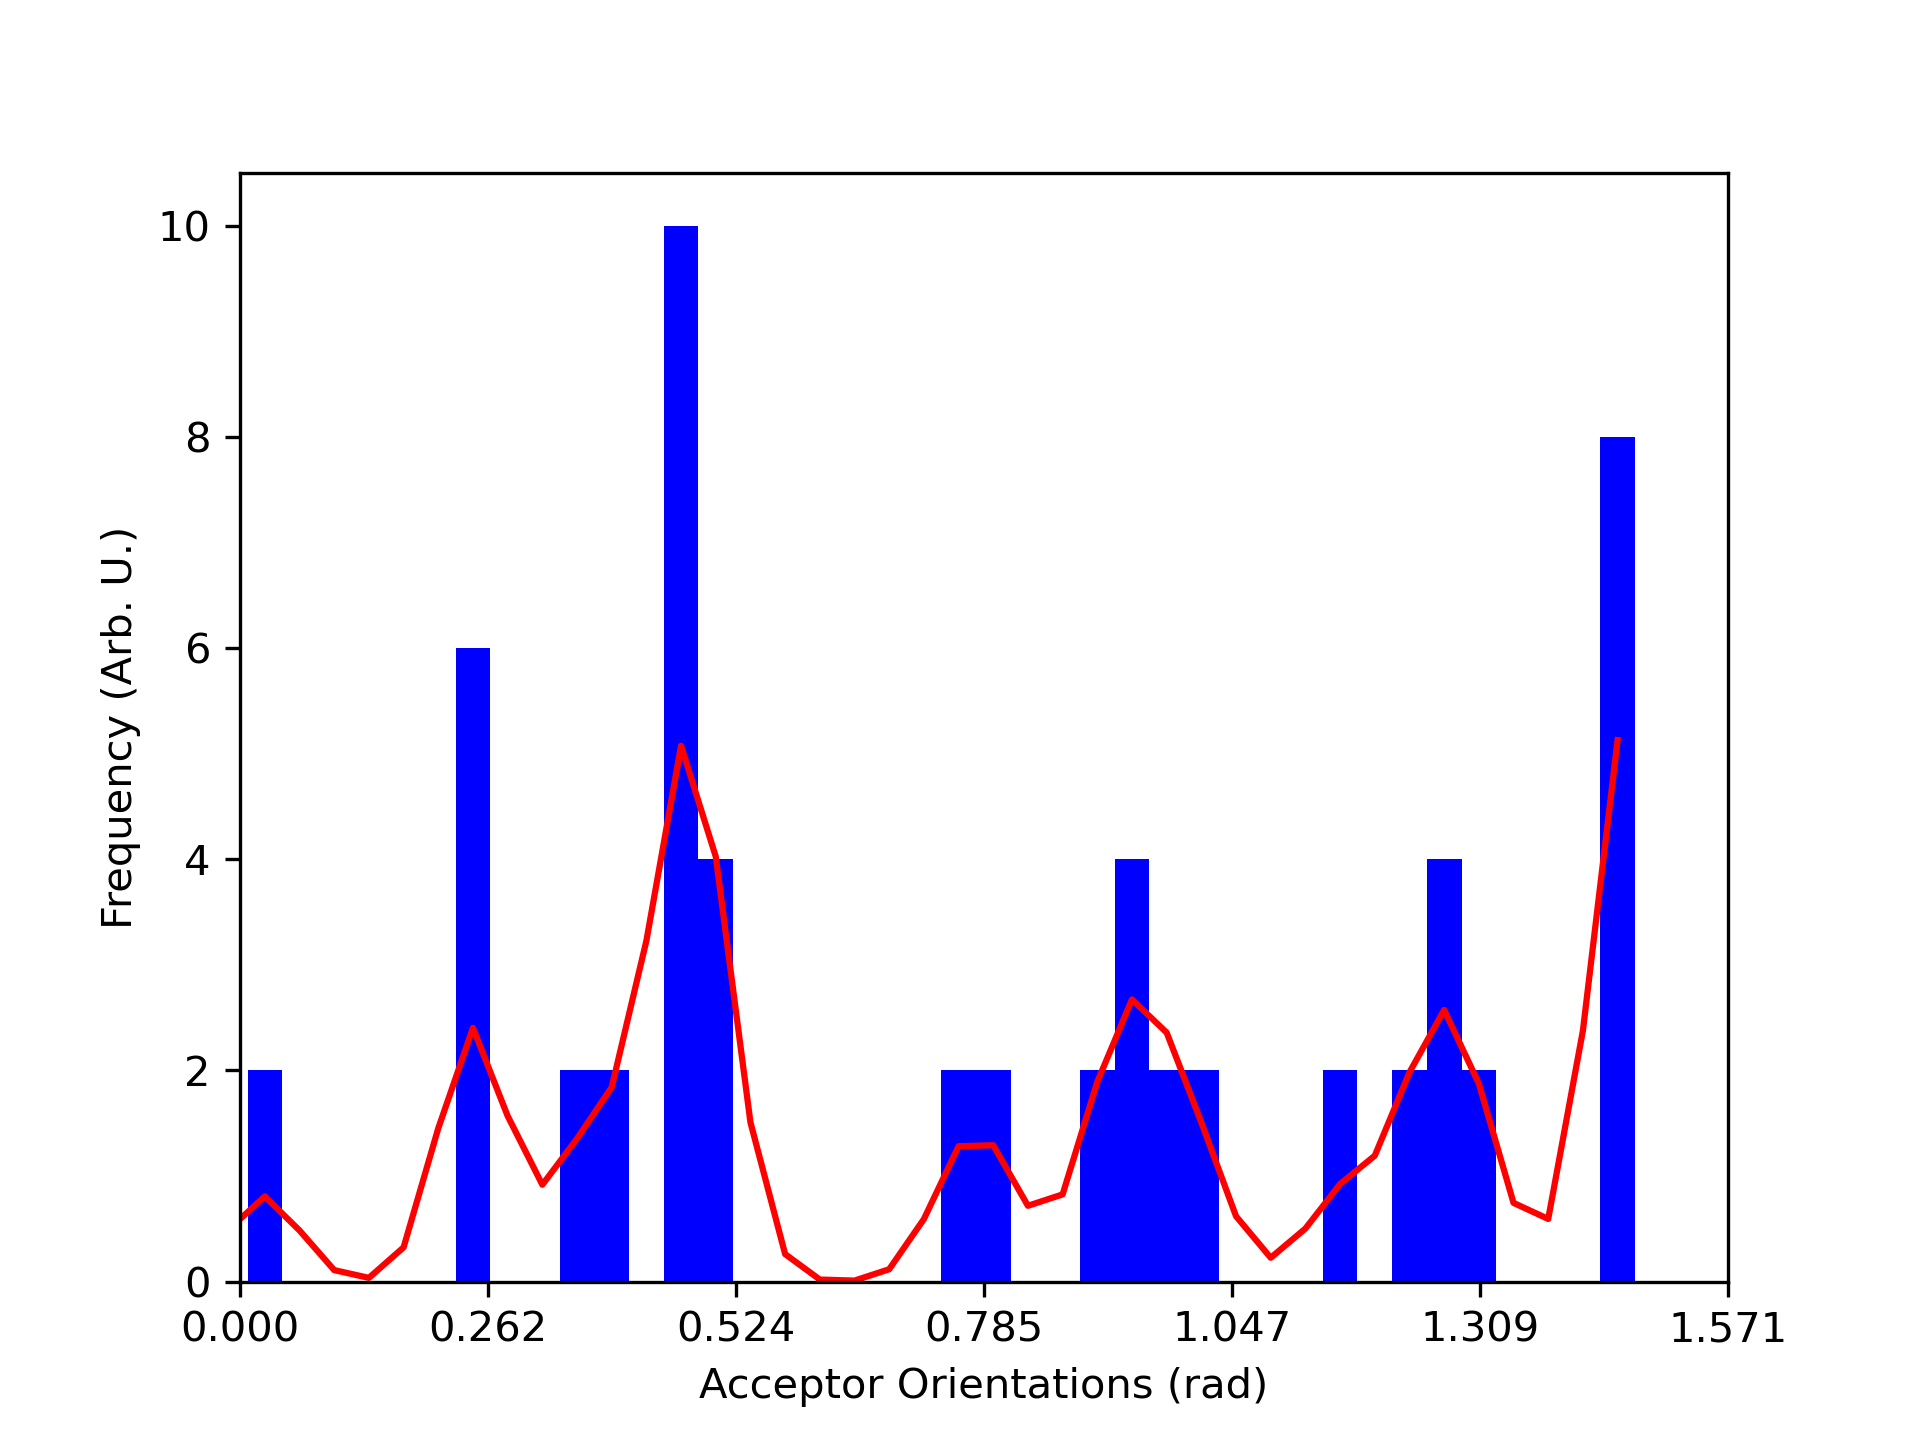 10
8
6
4
2
0
Frequency (Arb. U.)
0.000 0.262 0.524 0.785 1.047 1.309 1.571
Acceptor Orientations (rad)